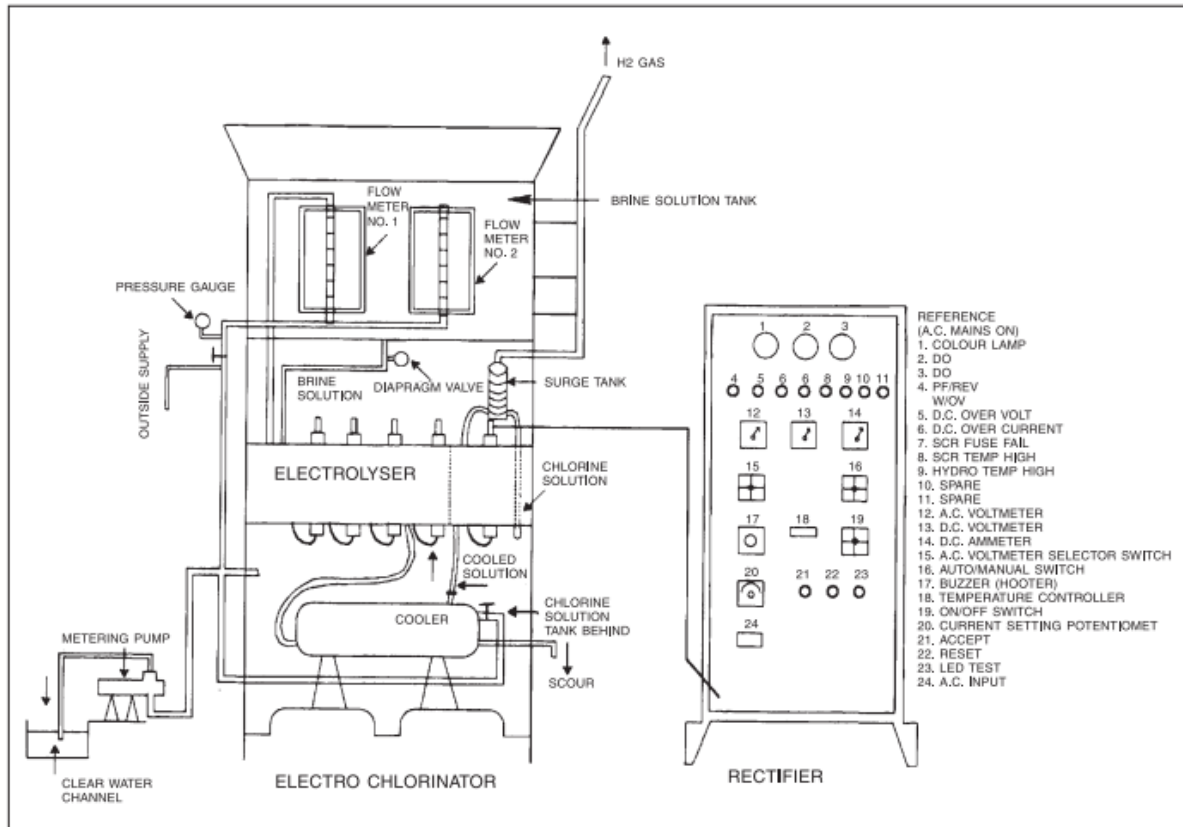 H2 GAS
FLOW
METER
NO. 1
BRINE SOLUTION TANK
FLOW
METER
NO. 2
PRESSURE GAUGE
OUTSIDE SUPPLY
BRINE
SOLUTION
DIAPRAGM VALVE
SURGE TANK
ELECTROLYSER
CHLORINE
SOLUTION
COOLED
SOLUTION
COOLER
CHLORINE
SOLUTION
TANK BEHIND
METERING PUMP
SCOUR
CLEAR WATER
CHANNEL
ELECTRO CHLORINATOR
1 2 3
4 5 6 6 8 9 10 11
12 13 14
15 16
17 18 19
20 21 22 23
24
RECTIFIER
REFERENCE
(A.C. MAINS ON)
1. COLOUR LAMP
2. DO
3. DO
4. PF/REV
W/OV
5. D.C. OVER VOLT
6. D.C. OVER CURRENT
7. SCR FUSE FAIL
8. SCR TEMP HIGH
9. HYDRO TEMP HIGH
10. SPARE
11. SPARE
12. A.C. VOLTMETER
13. D.C. VOLTMETER
14. D.C. AMMETER
15. A.C. VOLTMETER SELECTOR SWITCH
16. AUTO/MANUAL SWITCH
17. BUZZER (HOOTER)
18. TEMPERATURE CONTROLLER
19. ON/OFF SWITCH
20. CURRENT SETTING POTENTIOMET
21. ACCEPT
22. RESET
23. LED TEST
24. A.C. INPUT